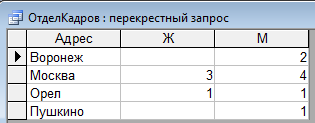 ОтделКадров : перекрестный запрос
Адрес Ж М
Воронеж 2
Москва 3 4
Орел 1 1
Пушкино 1